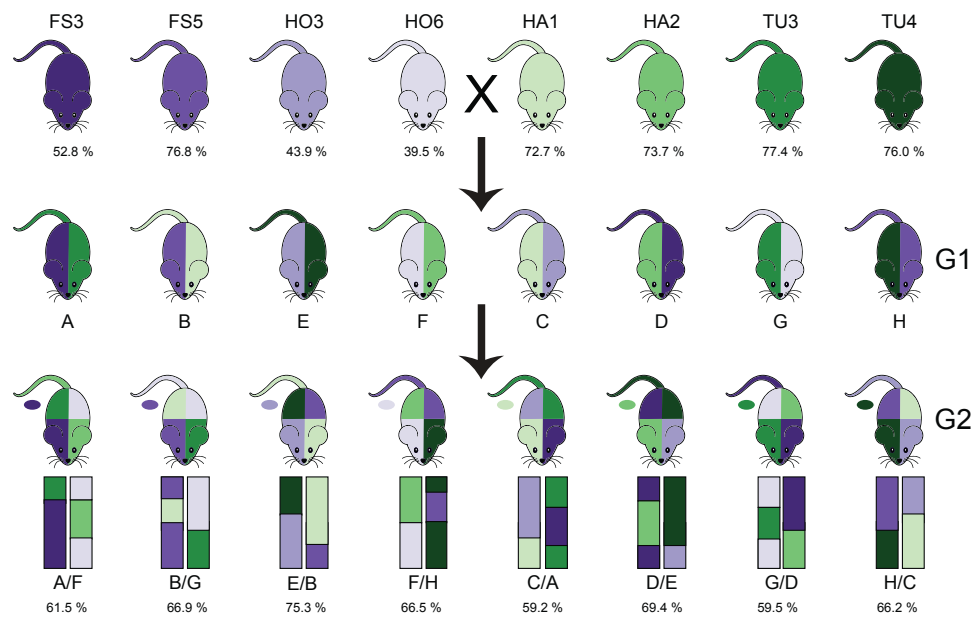 FS3 FS5 HO3 HO6 HA1 HA2 TU3 TU4
X
52.8 % 76.8 % 43.9 % 39.5 % 72.7 % 73.7 % 77.4 % 76.0 %
G1
A B E F C D G H
G2
A/F B/G E/B F/H C/A D/E G/D H/C
61.5 % 66.9 % 75.3 % 66.5 % 59.2 % 69.4 % 59.5 % 66.2 %